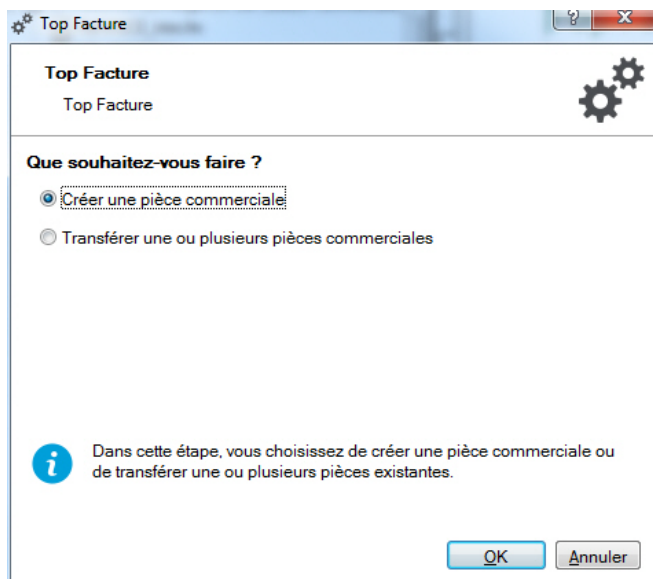 Top Facture
?
X
Top Facture
Top Facture
Que souhaitez-vous faire ?
Créer une pièce commerciale
Transférer une ou plusieurs pièces commerciales
i
Dans cette étape, vous choisissez de créer une pièce commerciale ou
de transférer une ou plusieurs pièces existantes.
OK
Annuler